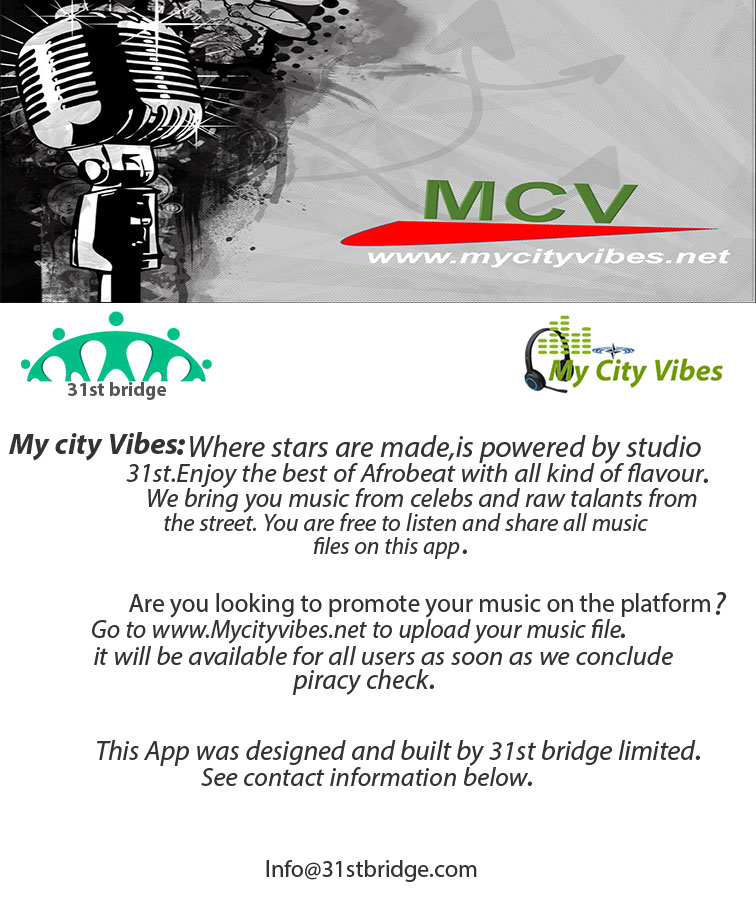 MCV
www.mycityvibes.net
31st bridge
My City Vibes
My city Vibes: Where stars are made,is powered by studio
31st.Enjoy the best of Afrobeat with all kind of flavour.
We bring you music from celebs and raw talants from
the street. You are free to listen and share all music
files on this app.
Are you looking to promote your music on the platform?
Go to www.Mycityvibes.net to upload your music file.
it will be available for all users as soon as we conclude
piracy check.
This App was designed and built by 31st bridge limited.
See contact information below.
Info@31stbridge.com